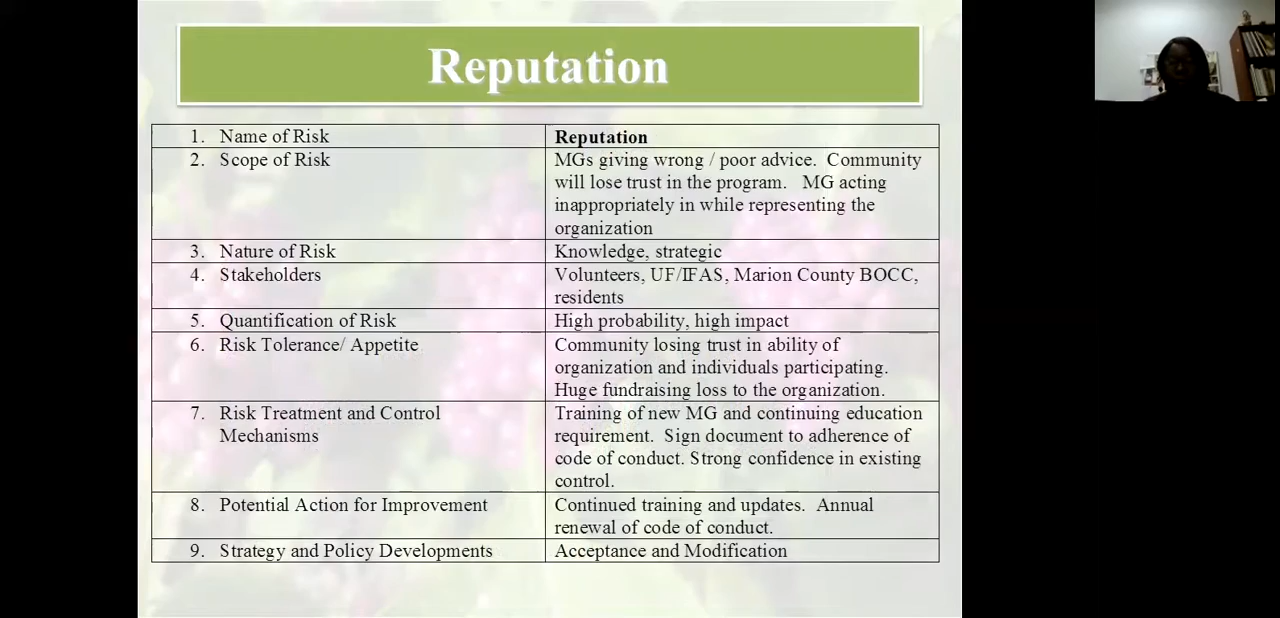 Reputation
1. Name of Risk
Reputation
2. Scope of Risk
MGs giving wrong / poor advice. Community
will lose trust in the program. MG acting
inappropriately in while representing the
organization
3. Nature of Risk
Knowledge, strategic
4. Stakeholders
Volunteers, UF/IFAS, Marion County BOCC,
residents
5. Quantification of Risk
High probability, high impact
6. Risk Tolerance/ Appetite
Community losing trust in ability of
organization and individuals participating.
Huge fundraising loss to the organization.
7. Risk Treatment and Control
Mechanisms
Training of new MG and continuing education
requirement. Sign document to adherence of
code of conduct. Strong confidence in existing
control.
8. Potential Action for Improvement
Continued training and updates. Annual
renewal of code of conduct.
9. Strategy and Policy Developments
Acceptance and Modification